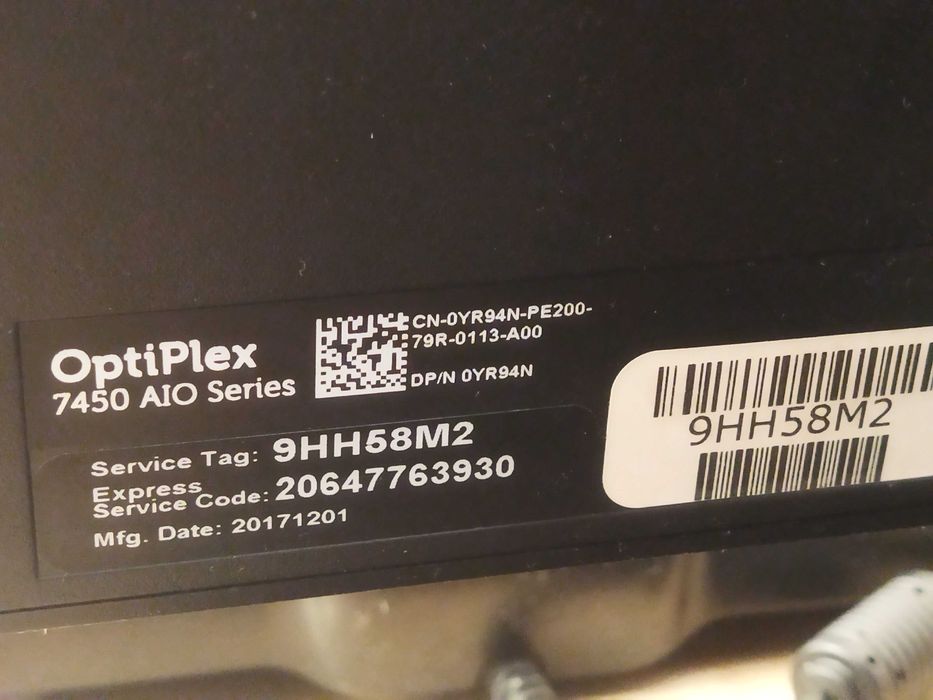 OptiPlex
7450 AIO Series
CN-0YR94N-PE200-
79R-0113-A00
DP/N 0YR94N
Service Tag: 9HH58M2
Express
Service Code: 20647763930
Mfg. Date: 20171201
9HH58M2